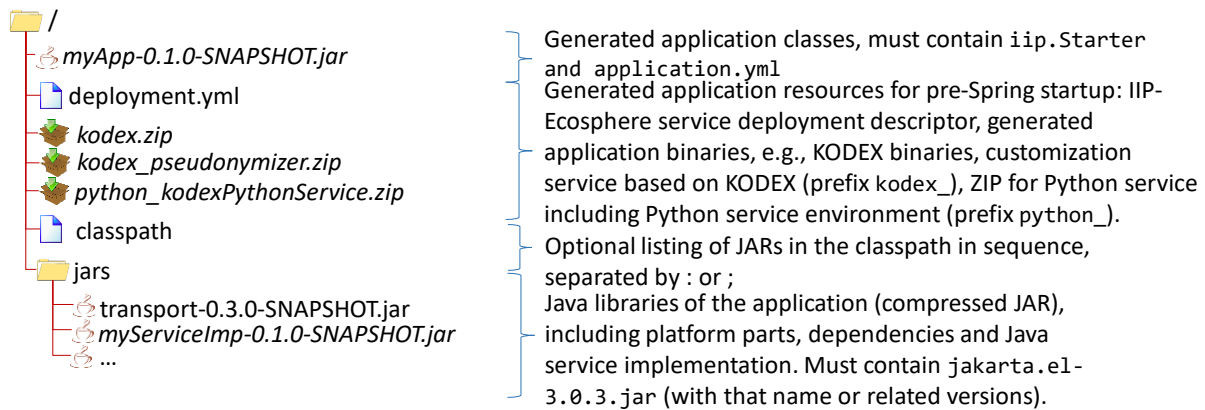 /
myApp-0.1.0-SNAPSHOT.jar
deployment.yml
kodex.zip
kodex_pseudonymizer.zip
python_kodexPythonService.zip
classpath
jars
transport-0.3.0-SNAPSHOT.jar
myServiceImp-0.1.0-SNAPSHOT.jar
...
Generated application classes, must contain iip.Starter
and application.yml
Generated application resources for pre-Spring startup: IIP-
Ecosphere service deployment descriptor, generated
application binaries, e.g., KODEX binaries, customization
service based on KODEX (prefix kodex_), ZIP for Python service
including Python service environment (prefix python_).
Optional listing of JARs in the classpath in sequence,
separated by : or ;
Java libraries of the application (compressed JAR),
including platform parts, dependencies and Java
service implementation. Must contain jakarta.el-
3.0.3.jar (with that name or related versions).